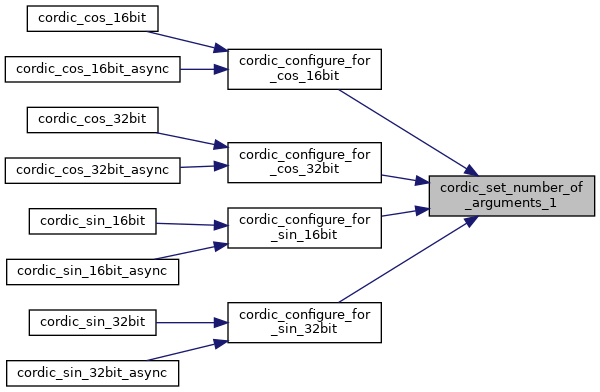 cordic_cos_16bit
cordic_cos_16bit_async
cordic_configure_for
_cos_16bit
cordic_cos_32bit
cordic_cos_32bit_async
cordic_configure_for
_cos_32bit
cordic_set_number_of
_arguments_1
cordic_sin_16bit
cordic_sin_16bit_async
cordic_configure_for
_sin_16bit
cordic_sin_32bit
cordic_sin_32bit_async
cordic_configure_for
_sin_32bit